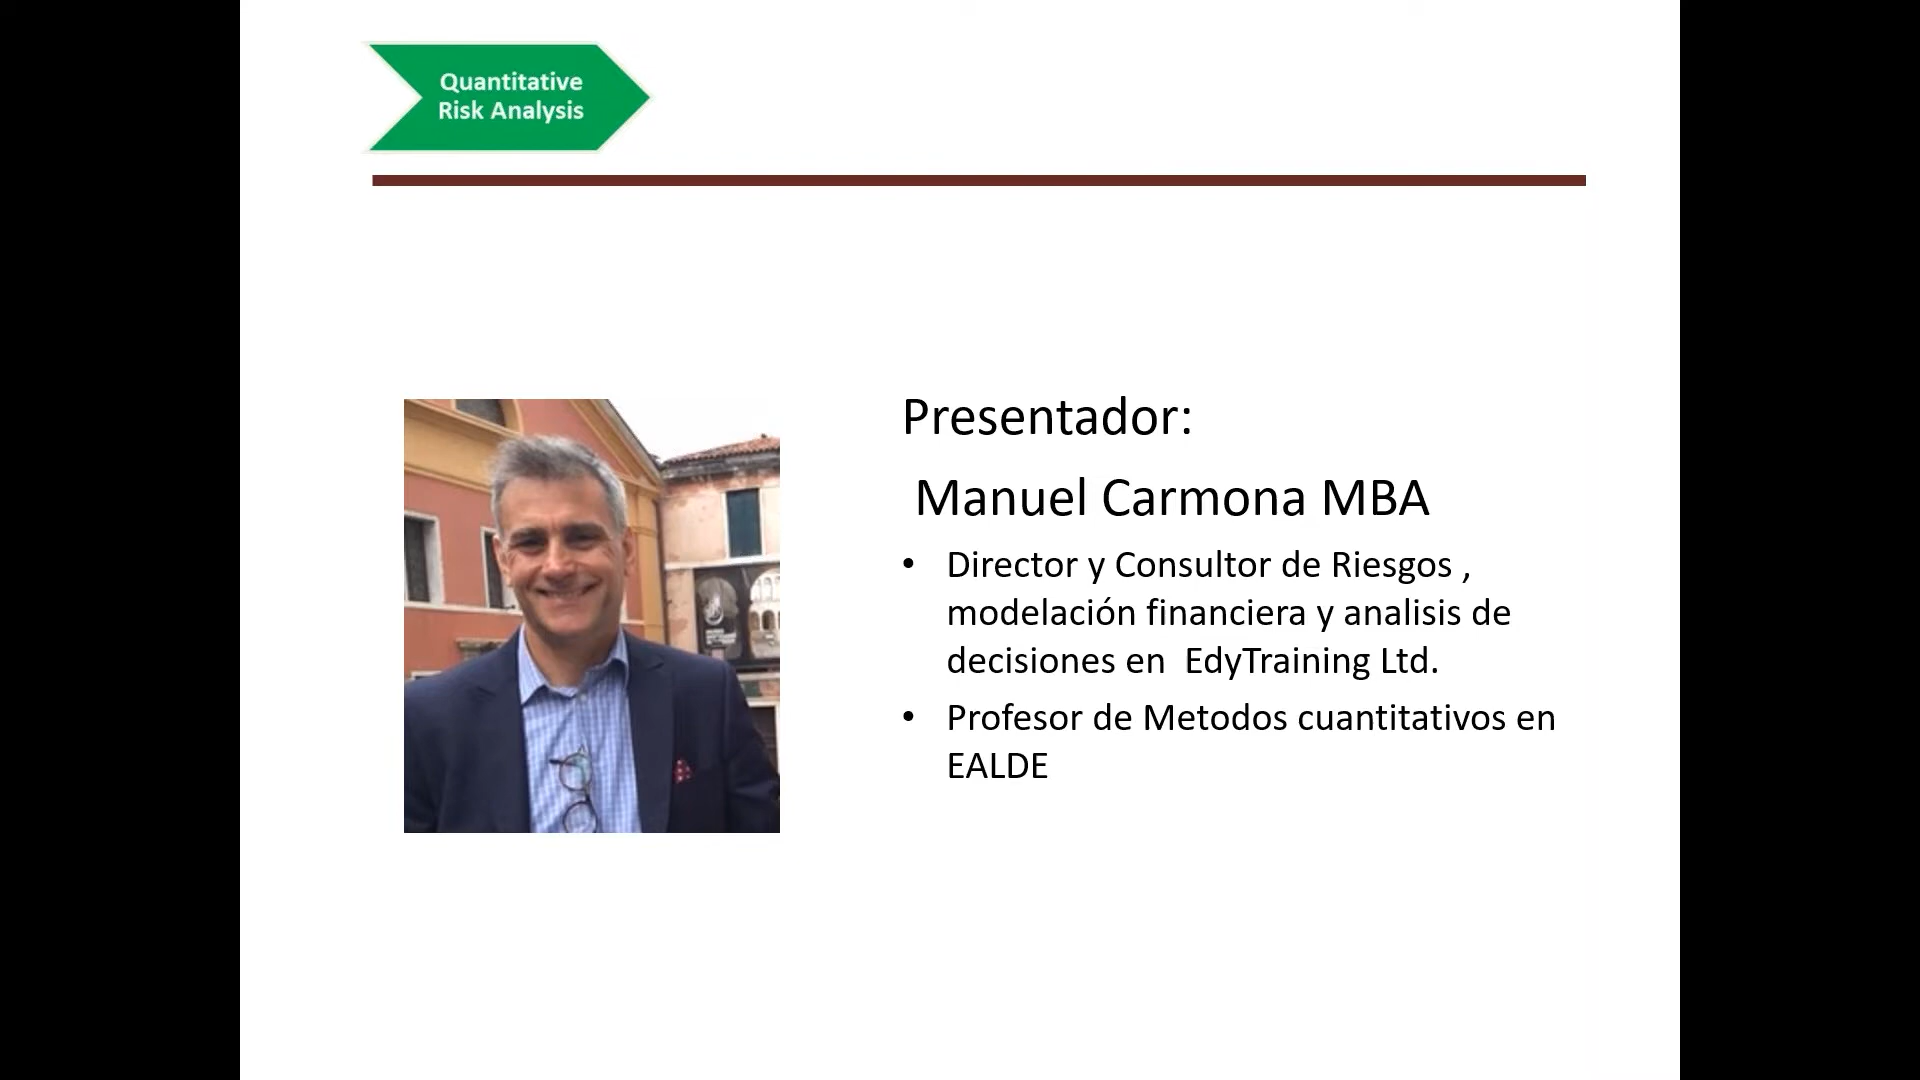 Quantitative
Risk Analysis
Presentador:
Manuel Carmona MBA
• Director y Consultor de Riesgos ,
modelación financiera y analisis de
decisiones en  EdyTraining Ltd.
• Profesor de Metodos cuantitativos en
EALDE